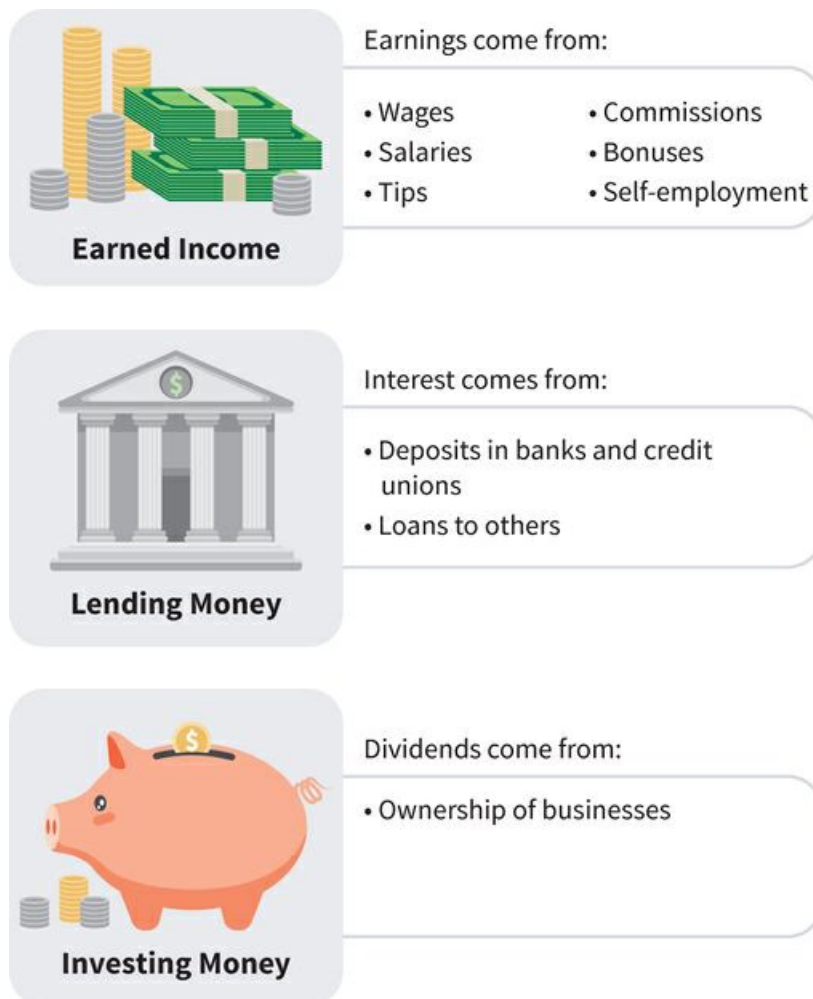 Earnings come from:
• Wages
• Salaries
• Tips
• Commissions
• Bonuses
• Self-employment
Earned Income
$
Interest comes from:
• Deposits in banks and credit
unions
• Loans to others
Lending Money
$
Dividends come from:
• Ownership of businesses
Investing Money